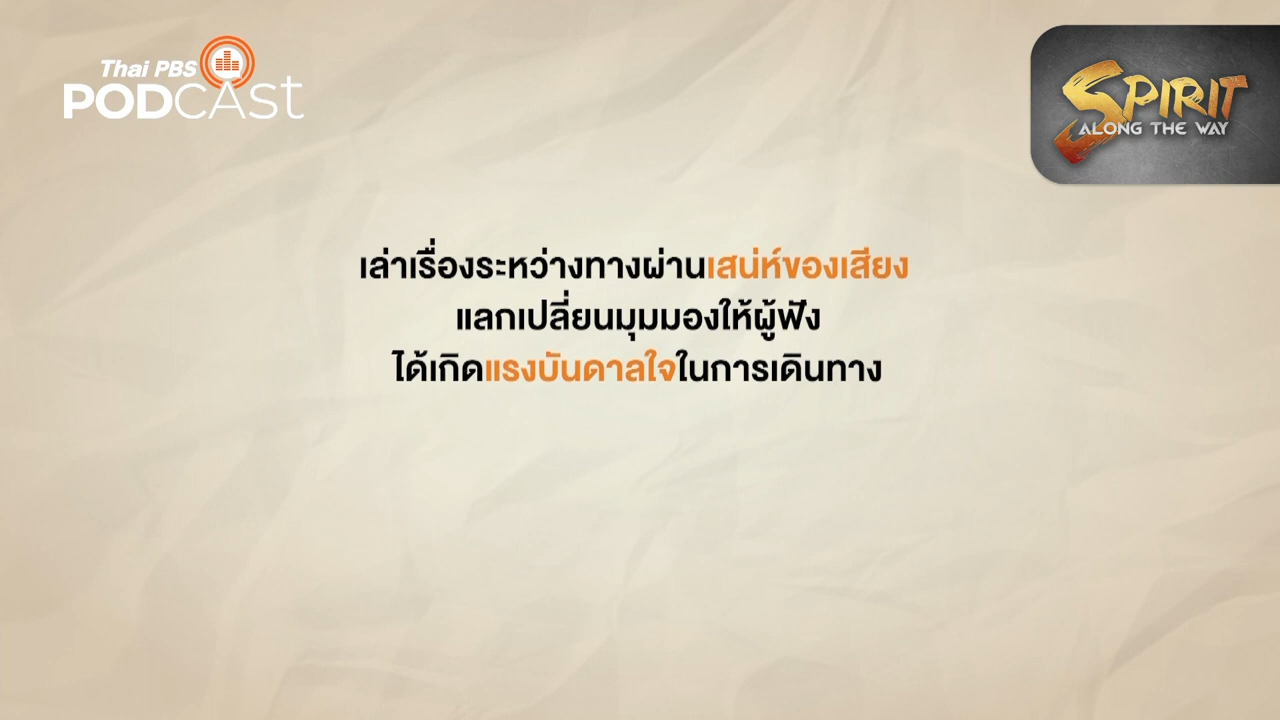 Thai PBS
PODCAST
SPIRIT
ALONG THE WAY
เล่าเรื่องระหว่างทางผ่านเสน่ห์ของเสียง
แลกเปลี่ยนมุมมองให้ผู้ฟัง
ได้เกิดแรงบันดาลใจในการเดินทาง